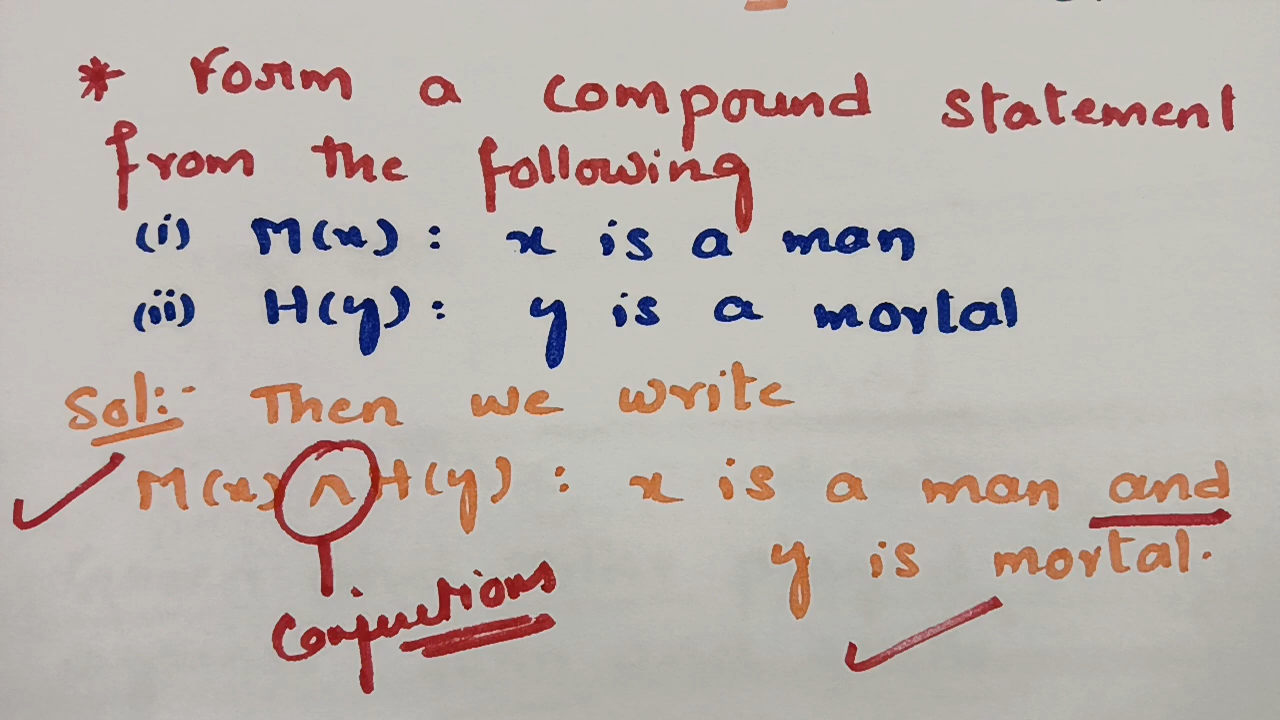 * Form a compound statement
from the following
(i) M(x) : x is a man
(ii) H(y) : y is a mortal
Sol:- Then we write
M(x) ∧ H(y) : x is a man and
y is mortal.
Conjuctions